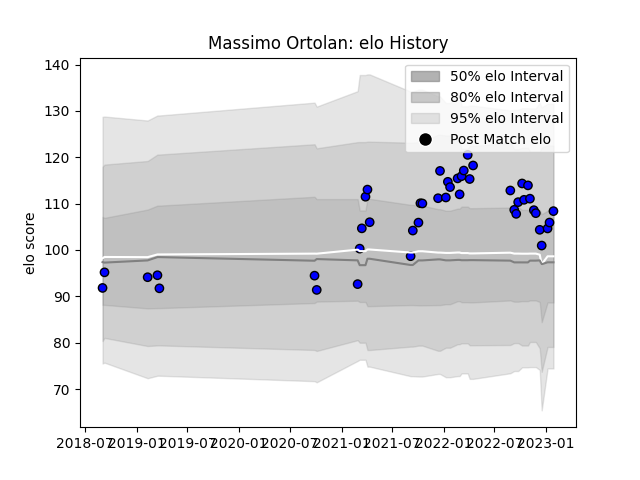 Massimo Ortolan: elo History
elo score
140
130
120
110
100
90
80
70
50% elo Interval
80% elo Interval
95% elo Interval
Post Match elo
2018-07 2019-01 2019-07 2020-01 2020-07 2021-01 2021-07 2022-01 2022-07 2023-01